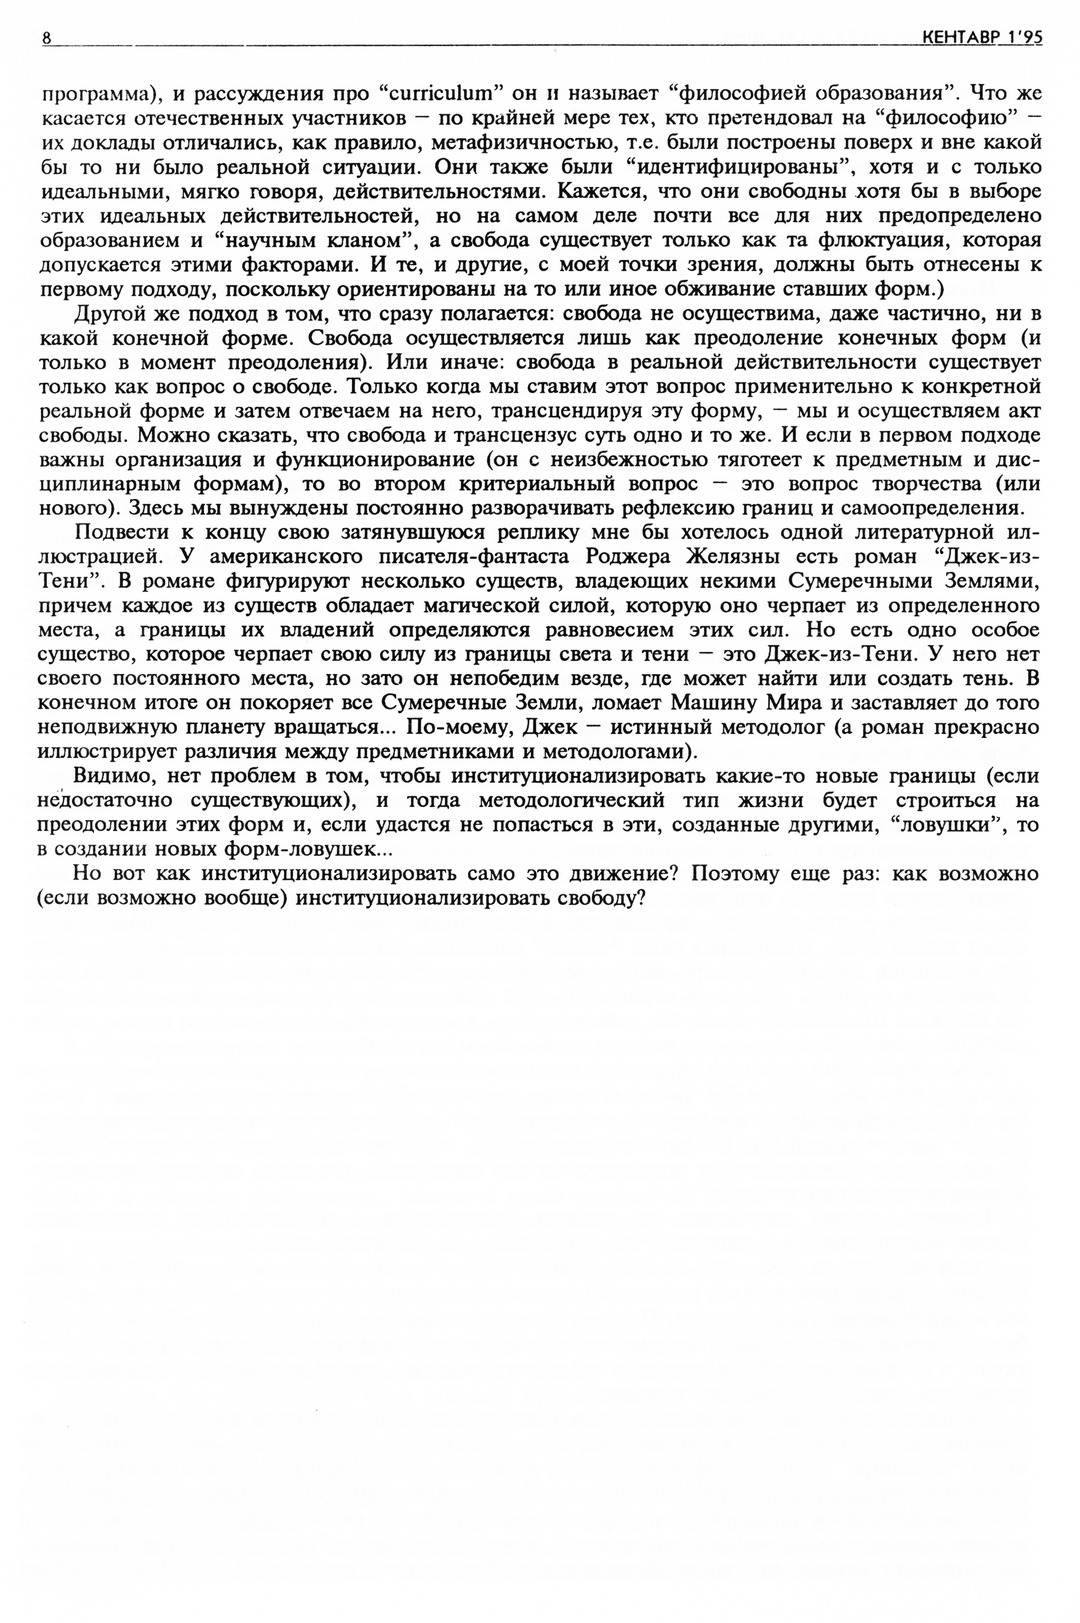 8 КЕНТАВР 1'95
программа), и рассуждения про “curriculum” он и называет “философией образования”. Что же
касается отечественных участников — по крайней мере тех, кто претендовал на “философию” —
их доклады отличались, как правило, метафизичностью, т.е. были построены поверх и вне какой
бы то ни было реальной ситуации. Они также были “идентифицированы”, хотя и с только
идеальными, мягко говоря, действительностями. Кажется, что они свободны хотя бы в выборе
этих идеальных действительностей, но на самом деле почти все для них предопределено
образованием и “научным кланом”, а свобода существует только как та флюктуация, которая
допускается этими факторами. И те, и другие, с моей точки зрения, должны быть отнесены к
первому подходу, поскольку ориентированы на то или иное обживание ставших форм.)
Другой же подход в том, что сразу полагается: свобода не осуществима, даже частично, ни в
какой конечной форме. Свобода осуществляется лишь как преодоление конечных форм (и
только в момент преодоления). Или иначе: свобода в реальной действительности существует
только как вопрос о свободе. Только когда мы ставим этот вопрос применительно к конкретной
реальной форме и затем отвечаем на него, трансцендируя эту форму, — мы и осуществляем акт
свободы. Можно сказать, что свобода и трансцензус суть одно и то же. И если в первом подходе
важны организация и функционирование (он с неизбежностью тяготеет к предметным и дис-
циплинарным формам), то во втором критериальный вопрос — это вопрос творчества (или
нового). Здесь мы вынуждены постоянно разворачивать рефлексию границ и самоопределения.
Подвести к концу свою затянувшуюся реплику мне бы хотелось одной литературной ил-
люстрацией. У американского писателя-фантаста Роджера Желязны есть роман “Джек-из-
Тени”. В романе фигурируют несколько существ, владеющих некими Сумеречными Землями,
причем каждое из существ обладает магической силой, которую оно черпает из определенного
места, а границы их владений определяются равновесием этих сил. Но есть одно особое
существо, которое черпает свою силу из границы света и тени — это Джек-из-Тени. У него нет
своего постоянного места, но зато он непобедим везде, где может найти или создать тень. В
конечном итоге он покоряет все Сумеречные Земли, ломает Машину Мира и заставляет до того
неподвижную планету вращаться... По-моему, Джек — истинный методолог (а роман прекрасно
иллюстрирует различия между предметниками и методологами).
Видимо, нет проблем в том, чтобы институционализировать какие-то новые границы (если
недостаточно существующих), и тогда методологический тип жизни будет строиться на
преодолении этих форм и, если удастся не попасться в эти, созданные другими, “ловушки”, то
в создании новых форм-ловушек...
Но вот как институционализировать само это движение? Поэтому еще раз: как возможно
(если возможно вообще) институционализировать свободу?